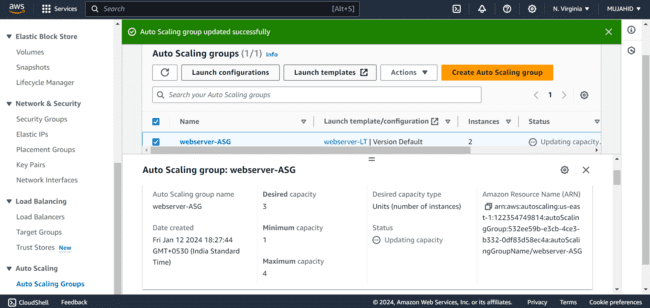 aws
Services
Search
[Alt+S]
N. Virginia
MUJAHID
Elastic Block Store
Volumes
Snapshots
Lifecycle Manager
Network & Security
Security Groups
Elastic IPs
Placement Groups
Key Pairs
Network Interfaces
Load Balancing
Load Balancers
Target Groups
Trust Stores New
Auto Scaling
Auto Scaling Groups
Auto Scaling group updated successfully
Auto Scaling groups (1/1) Info
Launch configurations
Launch templates
Actions
Create Auto Scaling group
Search your Auto Scaling groups
1
Name
Launch template/configuration
Instances
Status
webserver-ASG
webserver-LT | Version Default
2
Updating capacity...
Auto Scaling group: webserver-ASG
Auto Scaling group name
webserver-ASG
Date created
Fri Jan 12 2024 18:27:44
GMT+0530 (India Standard
Time)
Desired capacity
3
Minimum capacity
1
Maximum capacity
4
Desired capacity type
Units (number of instances)
Status
Updating capacity
Amazon Resource Name (ARN)
arn:aws:autoscaling:us-eas
t-1:122354749814:autoScalin
gGroup:532ee59b-e3cb-4ce3-
b332-0df83d58ec4a:autoScali
ngGroupName/webserver-ASG
CloudShell
Feedback
© 2024, Amazon Web Services, Inc. or its affiliates.
Privacy
Terms
Cookie preferences